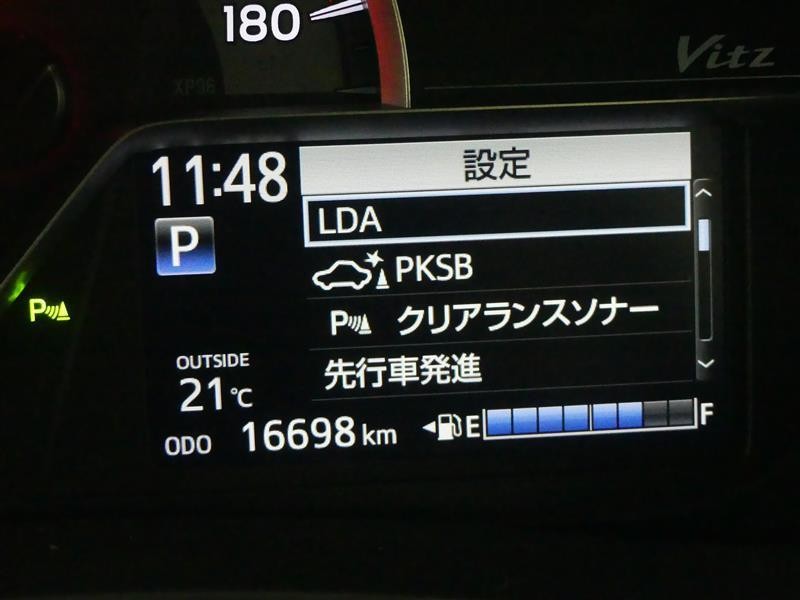 180
Vitz
XP96
11:48
設定
P
LDA
PKSB
P
P クリアランスソナー
先行車発進
OUTSIDE
21℃
ODO 16698 km
E F